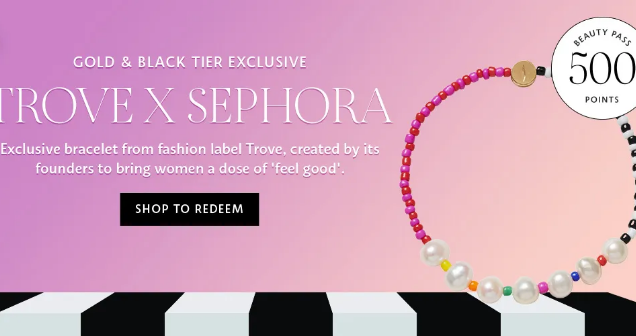 GOLD & BLACK TIER EXCLUSIVE
TROVE X SEPHORA
Exclusive bracelet from fashion label Trove, created by its
founders to bring women a dose of 'feel good'.
SHOP TO REDEEM
BEAUTY PASS
500
POINTS